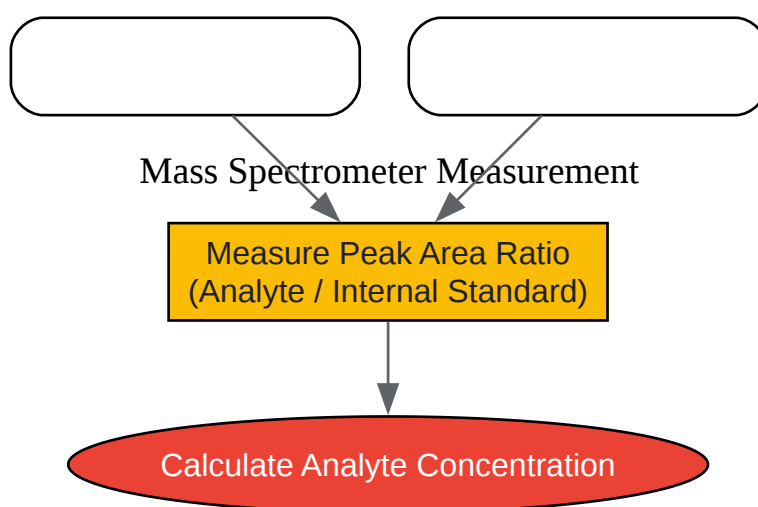 Mass Spectrometer Measurement
Measure Peak Area Ratio
(Analyte / Internal Standard)
Calculate Analyte Concentration